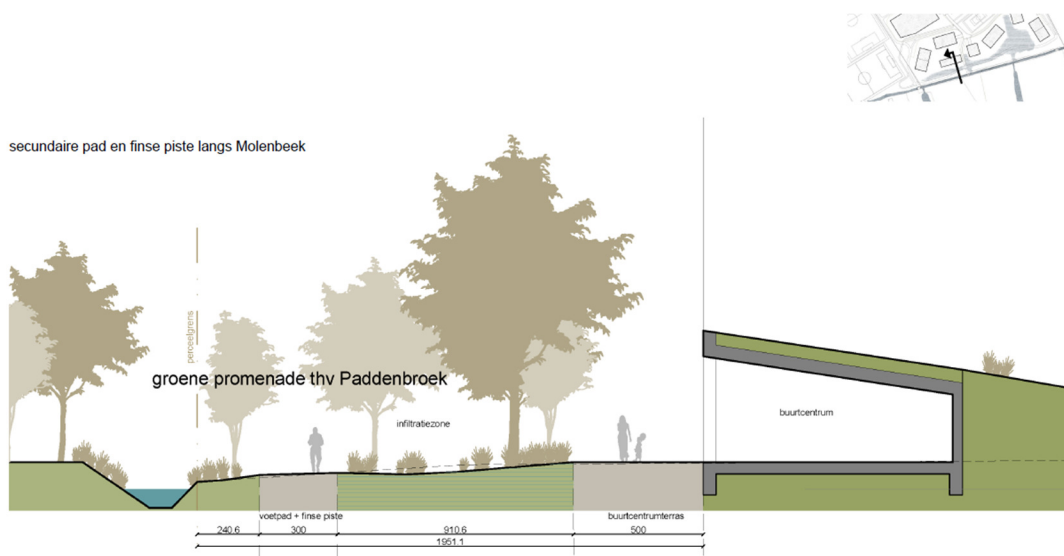 secundaire pad en finse piste langs Molenbeek
perceelgrens
groene promenade thv Paddenbroek
infiltratiezone
buurtcentrum
voetpad + finse piste
buurtcentrumterras
240.6
300
910.6
500
1951.1